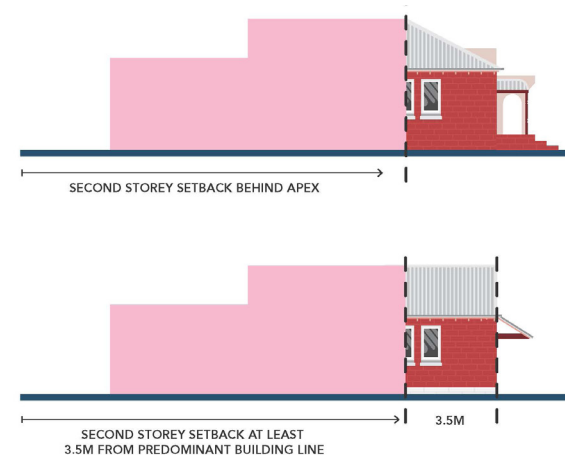 SECOND STOREY SETBACK BEHIND APEX
3.5M
SECOND STOREY SETBACK AT LEAST
3.5M FROM PREDOMINANT BUILDING LINE